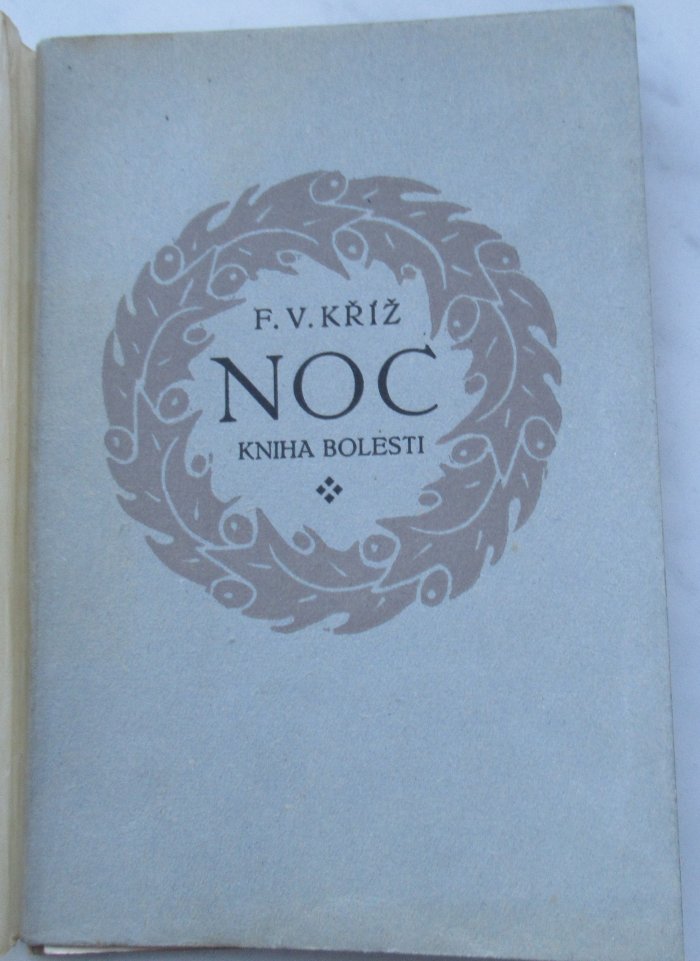 F. V. KŘÍŽ
NOC
KNIHA BOLESTI